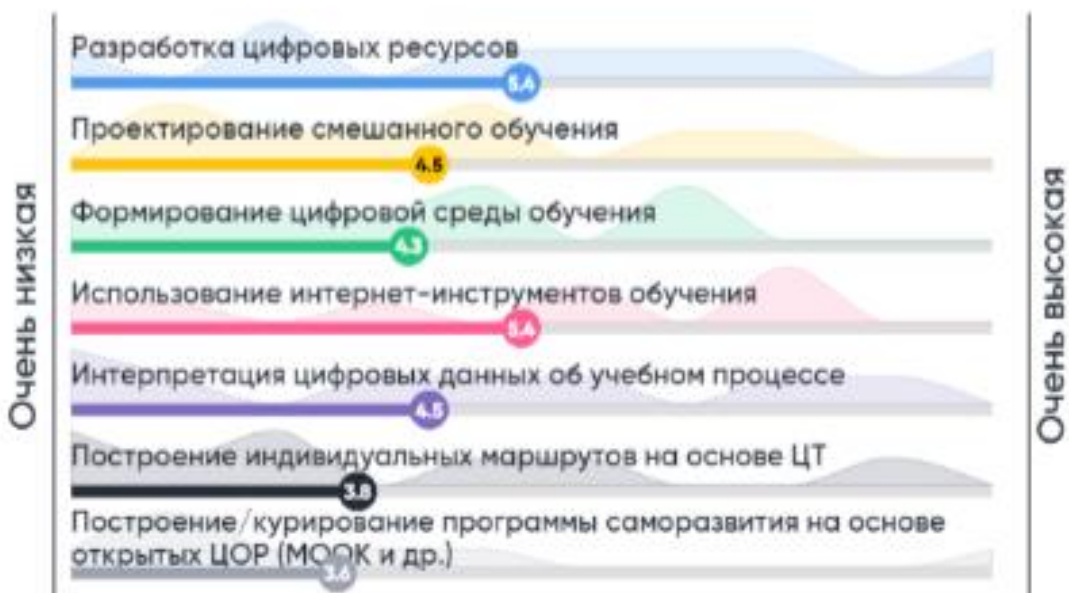 Очень низкая
Разработка цифровых ресурсов
5.4
Проектирование смешанного обучения
4.5
Формирование цифровой среды обучения
4.3
Использование интернет-инструментов обучения
5.4
Интерпретация цифровых данных об учебном процессе
4.5
Построение индивидуальных маршрутов на основе ЦТ
3.8
Построение/курирование программы саморазвития на основе
открытых ЦОР (МООК и др.)
3.6
Очень высокая